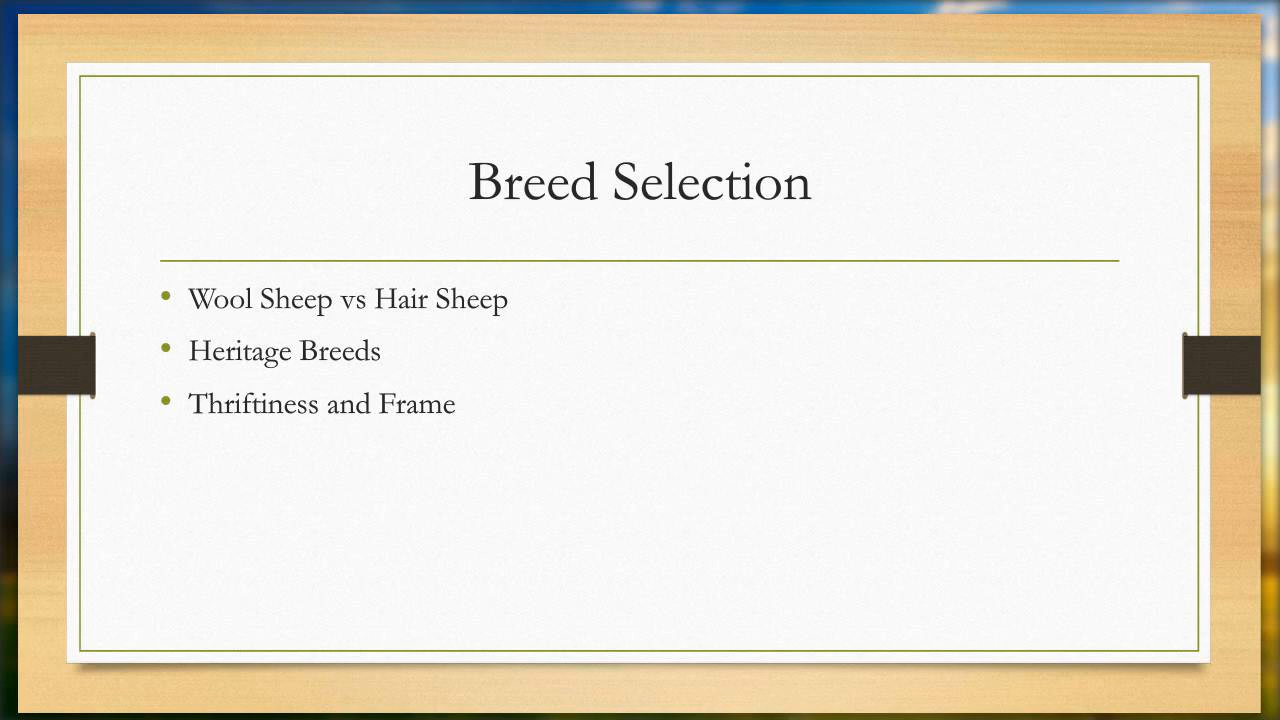 Breed Selection
• Wool Sheep vs Hair Sheep
• Heritage Breeds
• Thriftiness and Frame